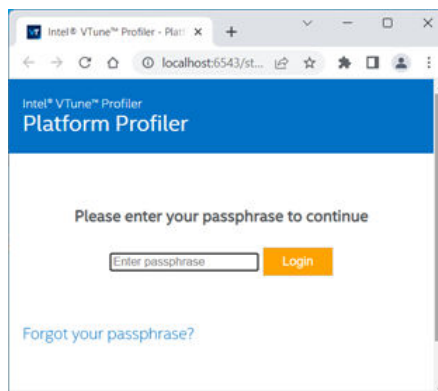 Intel® VTune™ Profiler - Plat
localhost:6543/st...
Intel® VTune™ Profiler
Platform Profiler
Please enter your passphrase to continue
Enter passphrase
Login
Forgot your passphrase?